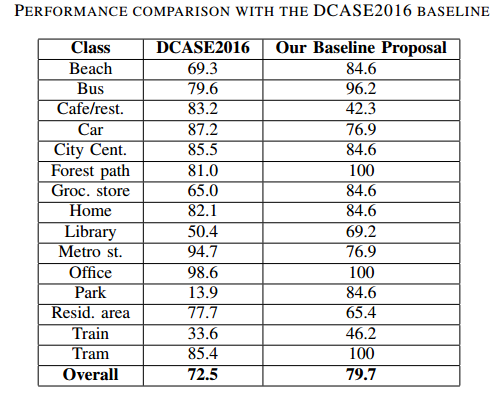 PERFORMANCE COMPARISON WITH THE DCASE2016 BASELINE
Class DCASE2016 Our Baseline Proposal
Beach 69.3 84.6
Bus 79.6 96.2
Cafe/rest. 83.2 42.3
Car 87.2 76.9
City Cent. 85.5 84.6
Forest path 81.0 100
Groc. store 65.0 84.6
Home 82.1 84.6
Library 50.4 69.2
Metro st. 94.7 76.9
Office 98.6 100
Park 13.9 84.6
Resid. area 77.7 65.4
Train 33.6 46.2
Tram 85.4 100
Overall 72.5 79.7